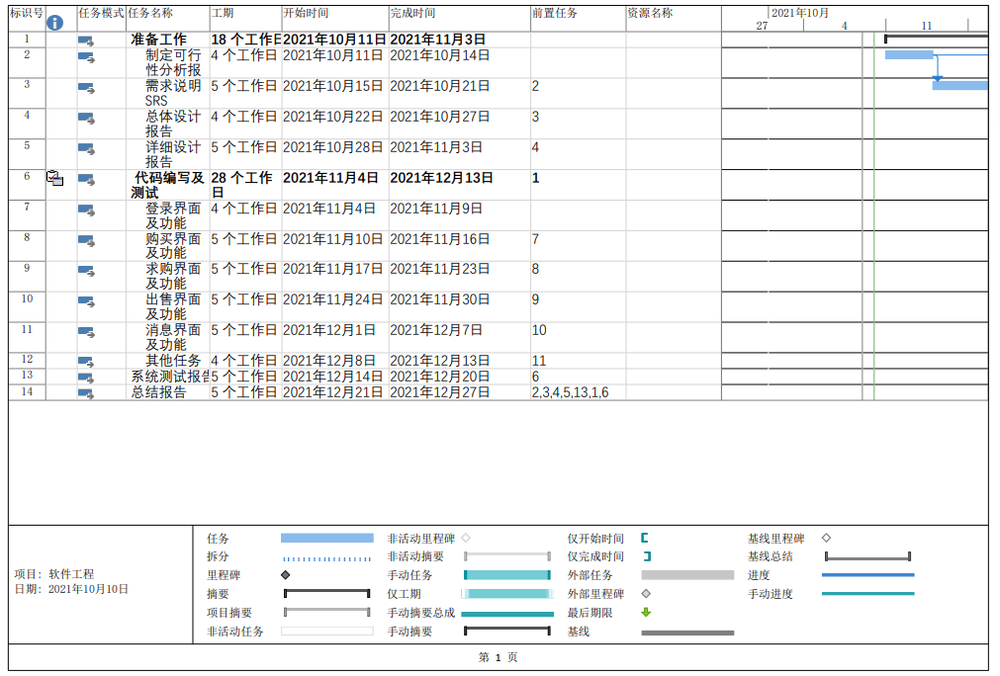 标识号 任务模式 任务名称 工期 开始时间 完成时间 前置任务 资源名称 2021年10月
27 4 11
1 准备工作 18 个工作日 2021年10月11日 2021年11月3日
2 制定可行 4 个工作日 2021年10月11日 2021年10月14日
性分析报
3 需求说明 5 个工作日 2021年10月15日 2021年10月21日 2
SRS
4 总体设计 4 个工作日 2021年10月22日 2021年10月27日 3
报告
5 详细设计 5 个工作日 2021年10月28日 2021年11月3日 4
报告
6 代码编写及 28 个工作 2021年11月4日 2021年12月13日 1
测试 日
7 登录界面 4 个工作日 2021年11月4日 2021年11月9日
及功能
8 购买界面 5 个工作日 2021年11月10日 2021年11月16日 7
及功能
9 求购界面 5 个工作日 2021年11月17日 2021年11月23日 8
及功能
10 出售界面 5 个工作日 2021年11月24日 2021年11月30日 9
及功能
11 消息界面 5 个工作日 2021年12月1日 2021年12月7日 10
及功能
12 其他任务 4 个工作日 2021年12月8日 2021年12月13日 11
13 系统测试报告 5 个工作日 2021年12月14日 2021年12月20日 6
14 总结报告 5 个工作日 2021年12月21日 2021年12月27日 2,3,4,5,13,1,6
项目：软件工程
日期：2021年10月10日
任务 非活动里程碑 仅开始时间 基线里程碑
拆分 非活动摘要 仅完成时间 基线总结
里程碑 手动任务 外部任务 进度
摘要 仅工期 外部里程碑 手动进度
项目摘要 手动摘要总成 最后期限
非活动任务 手动摘要 基线
第 1 页